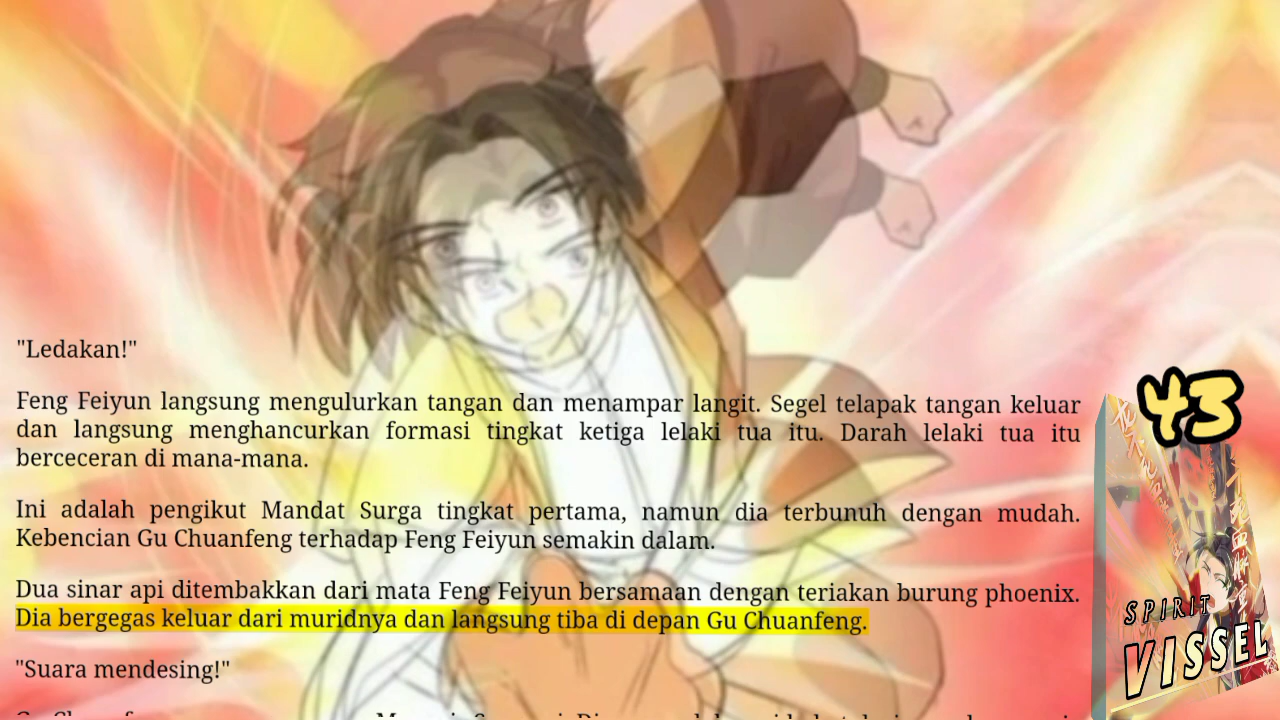 "Ledakan!"
Feng Feiyun langsung mengulurkan tangan dan menampar langit. Segel telapak tangan keluar
dan langsung menghancurkan formasi tingkat ketiga lelaki tua itu. Darah lelaki tua itu
berceceran di mana-mana.
Ini adalah pengikut Mandat Surga tingkat pertama, namun dia terbunuh dengan mudah.
Kebencian Gu Chuanfeng terhadap Feng Feiyun semakin dalam.
Dua sinar api ditembakkan dari mata Feng Feiyun bersamaan dengan teriakan burung phoenix.
Dia bergegas keluar dari muridnya dan langsung tiba di depan Gu Chuanfeng.
"Suara mendesing!"
43
SPIRIT
VISSEL